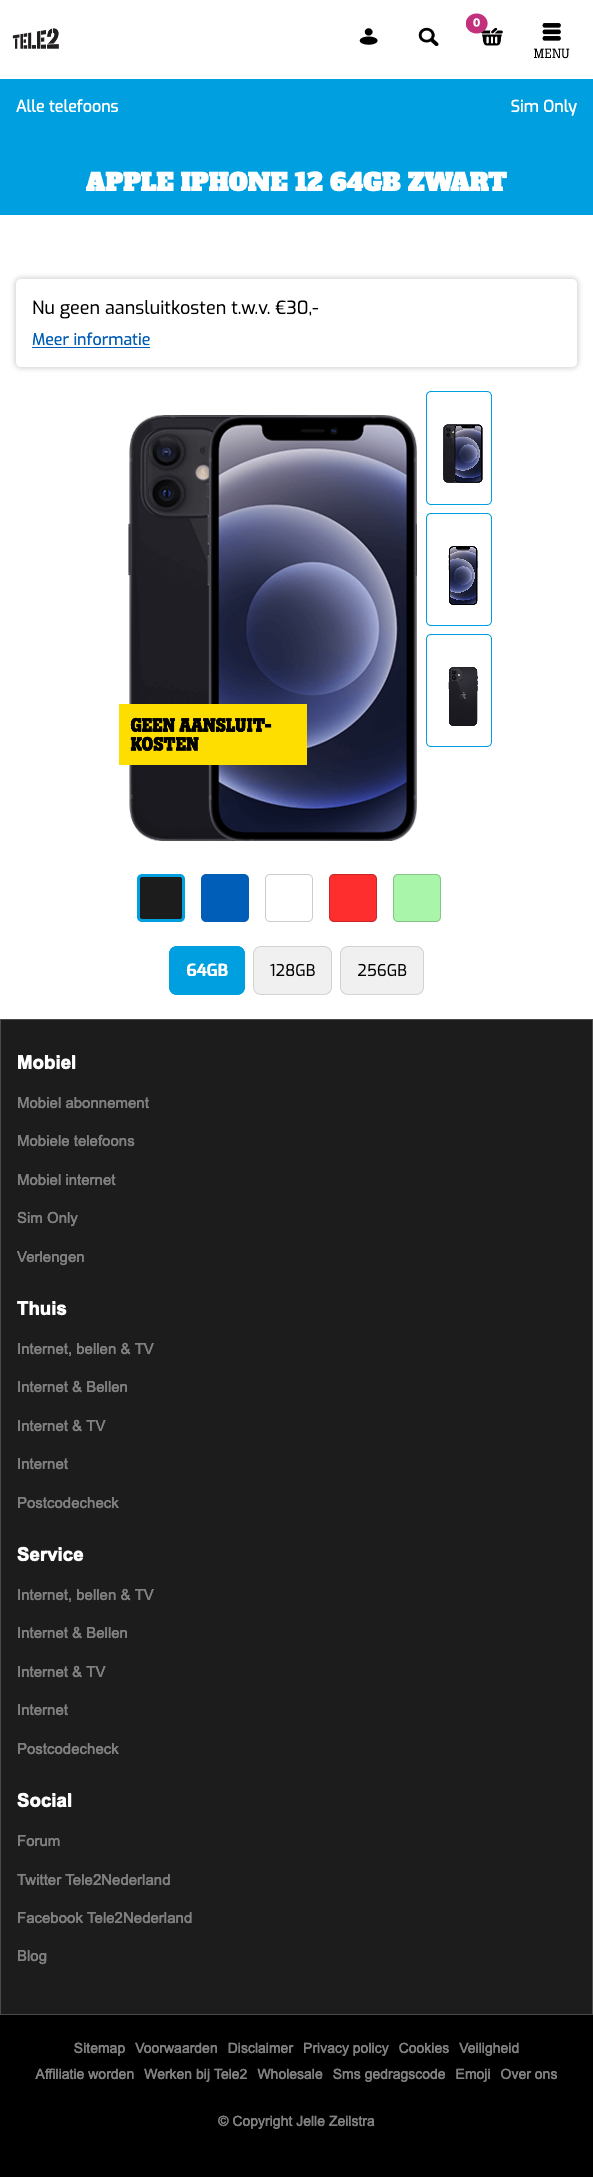 TELE2
0
MENU
Alle telefoons
Sim Only
APPLE IPHONE 12 64GB ZWART
Nu geen aansluitkosten t.w.v. €30,-
Meer informatie
GEEN AANSLUIT-
KOSTEN
64GB
128GB
256GB
Mobiel
Mobiel abonnement
Mobiele telefoons
Mobiel internet
Sim Only
Verlengen
Thuis
Internet, bellen & TV
Internet & Bellen
Internet & TV
Internet
Postcodecheck
Service
Internet, bellen & TV
Internet & Bellen
Internet & TV
Internet
Postcodecheck
Social
Forum
Twitter Tele2Nederland
Facebook Tele2Nederland
Blog
Sitemap Voorwaarden Disclaimer Privacy policy Cookies Veiligheid
Affiliatie worden Werken bij Tele2 Wholesale Sms gedragscode Emoji Over ons
© Copyright Jelle Zeilstra